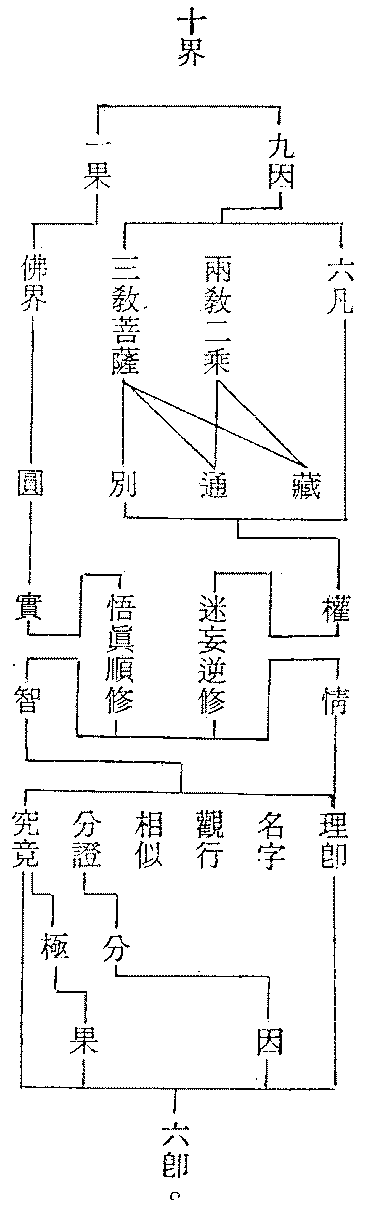 十界
九因
一果
六凡
兩教二乘
三教菩薩
佛界
藏
通
別
圓
權
迷妄逆修
悟眞順修
實
情
智
理卽
名字
觀行
相似
分證
究竟
分
極
因
果
六卽